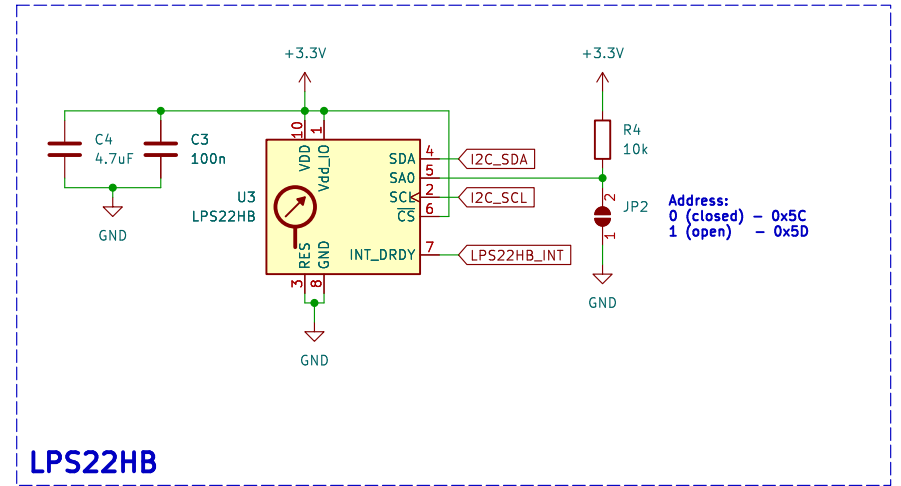 +3.3V
+3.3V
C4
4.7uF
C3
100n
10
1
VDD
Vdd_IO
R4
10k
SDA
4
I2C_SDA
SA0
5
SCL
2
I2C_SCL
CS
6
U3
LPS22HB
2
JP2
1
Address:
0 (closed) - 0x5C
1 (open) - 0x5D
GND
RES
GND
INT_DRDY
7
LPS22HB_INT
3
8
GND
GND
LPS22HB